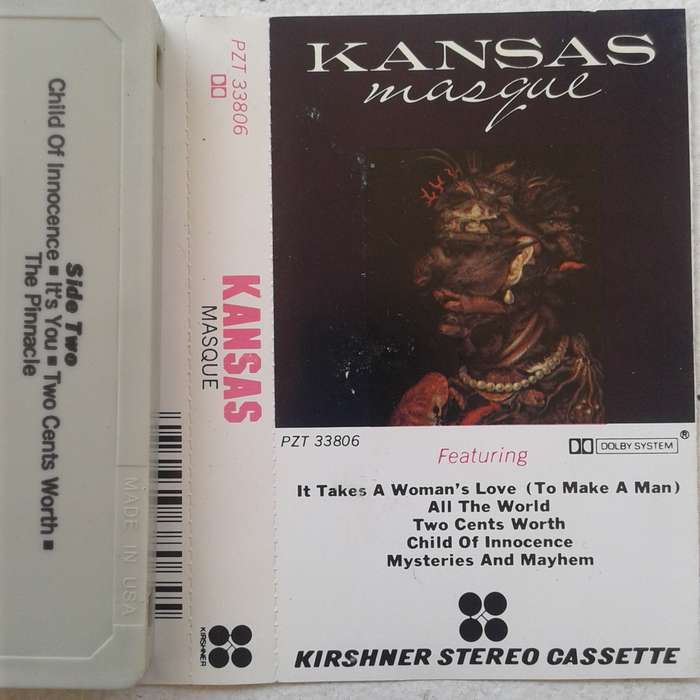 Side Two
Child Of Innocence ■ It's You ■ Two Cents Worth ■
The Pinnacle
MADE IN USA
PZT 33806
KANSAS
MASQUE
KIRSHNER
KANSAS
masque
PZT 33806
Featuring
DOLBY SYSTEM ®
It Takes A Woman's Love (To Make A Man)
All The World
Two Cents Worth
Child Of Innocence
Mysteries And Mayhem
KIRSHNER STEREO CASSETTE